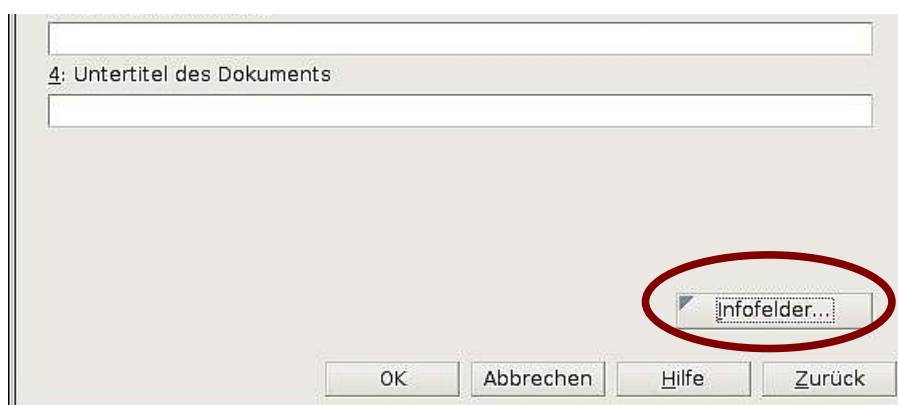 4: Untertitel des Dokuments
Infofelder...
OK Abbrechen Hilfe Zurück